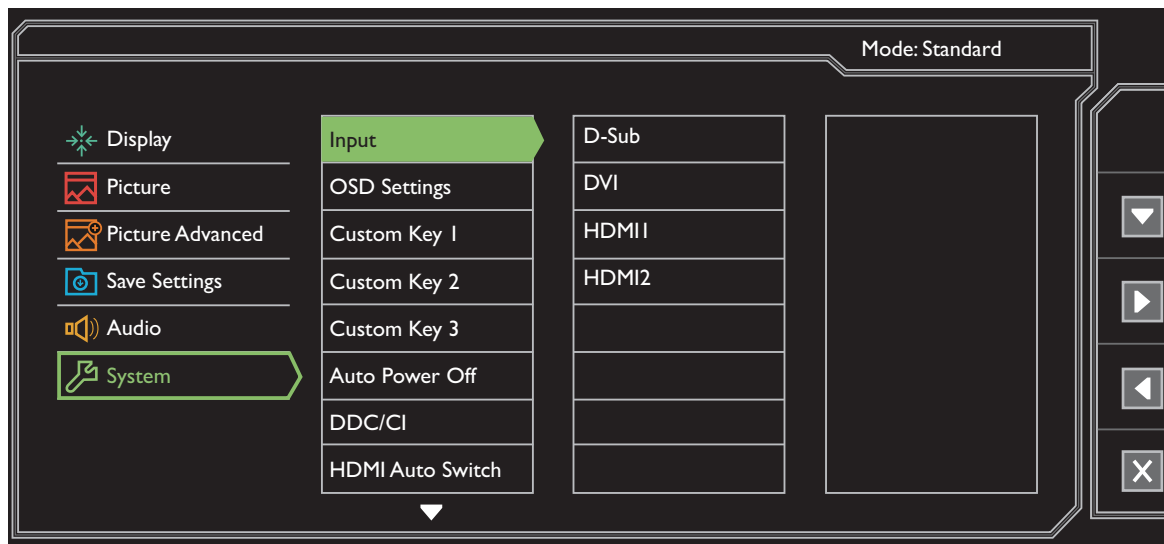 Mode: Standard
Display
Picture
Picture Advanced
Save Settings
Audio
System
Input
OSD Settings
Custom Key 1
Custom Key 2
Custom Key 3
Auto Power Off
DDC/CI
HDMI Auto Switch
D-Sub
DVI
HDMI1
HDMI2
X